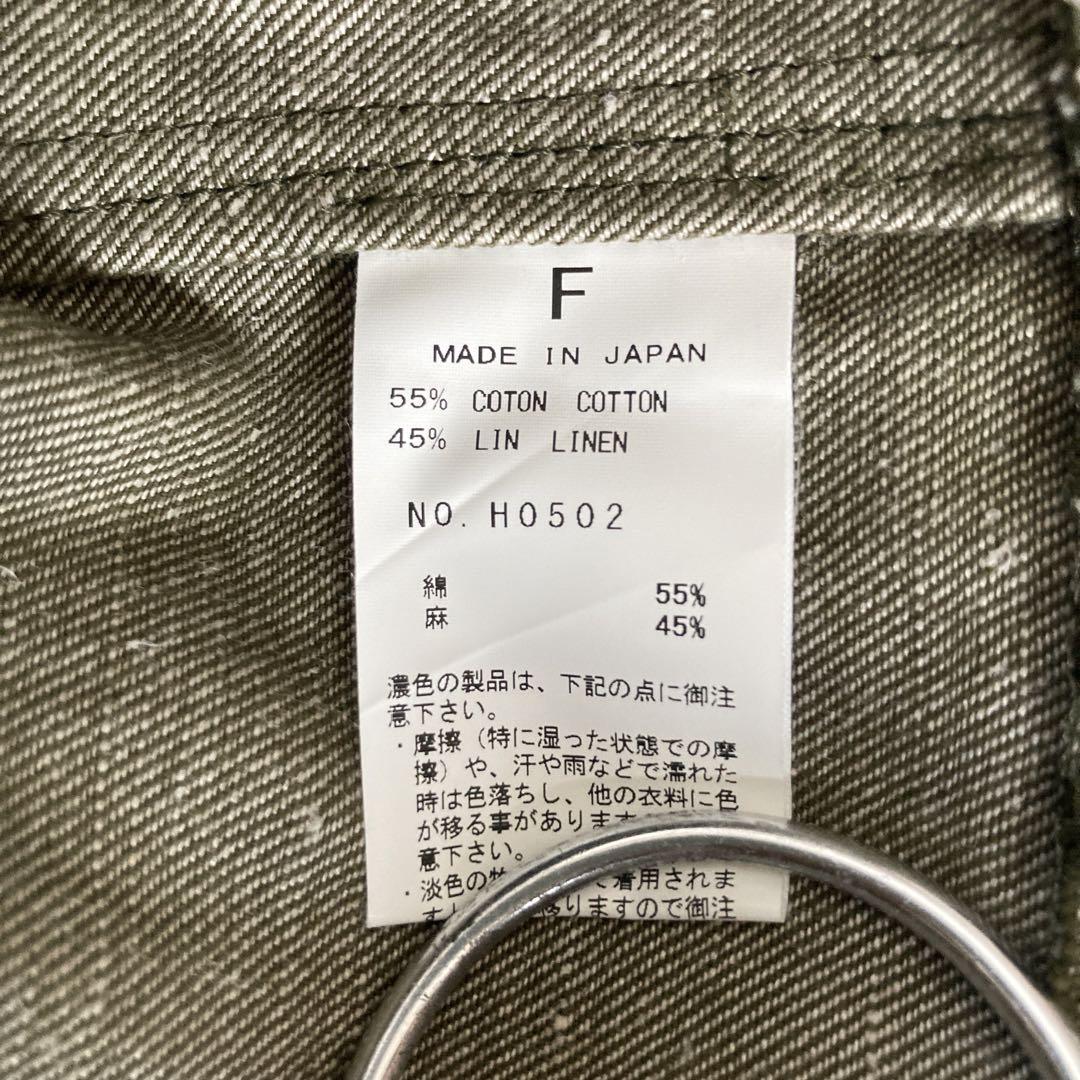 F
MADE IN JAPAN
55% COTON COTTON
45% LIN LINEN
NO. H0502
綿 55%
麻 45%
濃色の製品は、下記の点に御注
意下さい。
・摩擦（特に湿った状態での摩
擦）や、汗や雨などで濡れた
時は色落ちし、他の衣料に色
が移る事があります
意下さい。
・淡色の 着用されま
す 移りますので御注